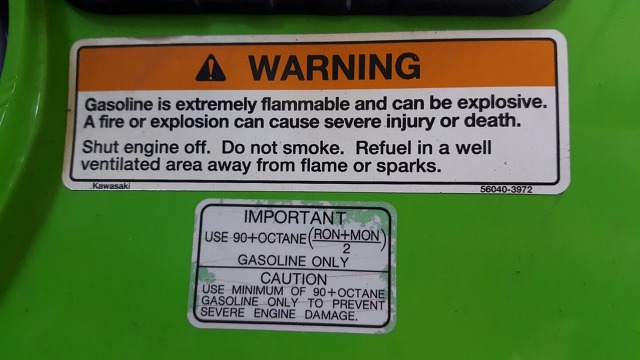 WARNING
Gasoline is extremely flammable and can be explosive.
A fire or explosion can cause severe injury or death.
Shut engine off. Do not smoke. Refuel in a well
ventilated area away from flame or sparks.
Kawasaki 56040-3972
IMPORTANT
USE 90+OCTANE (RON+MON/2)
GASOLINE ONLY
CAUTION
USE MINIMUM OF 90+OCTANE
GASOLINE ONLY TO PREVENT
SEVERE ENGINE DAMAGE.